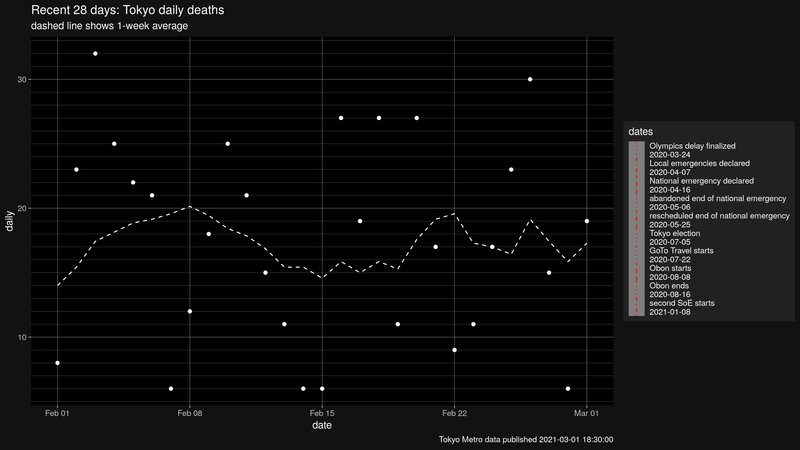 Recent 28 days: Tokyo daily deaths
dashed line shows 1-week average
daily
30
20
10
Feb 01
Feb 08
Feb 15
Feb 22
Mar 01
date
Tokyo Metro data published 2021-03-01 18:30:00
dates
Olympics delay finalized
2020-03-24
Local emergencies declared
2020-04-07
National emergency declared
2020-04-16
abandoned end of national emergency
2020-05-06
rescheduled end of national emergency
2020-05-25
Tokyo election
2020-07-05
GoTo Travel starts
2020-07-22
Obon starts
2020-08-08
Obon ends
2020-08-16
second SoE starts
2021-01-08